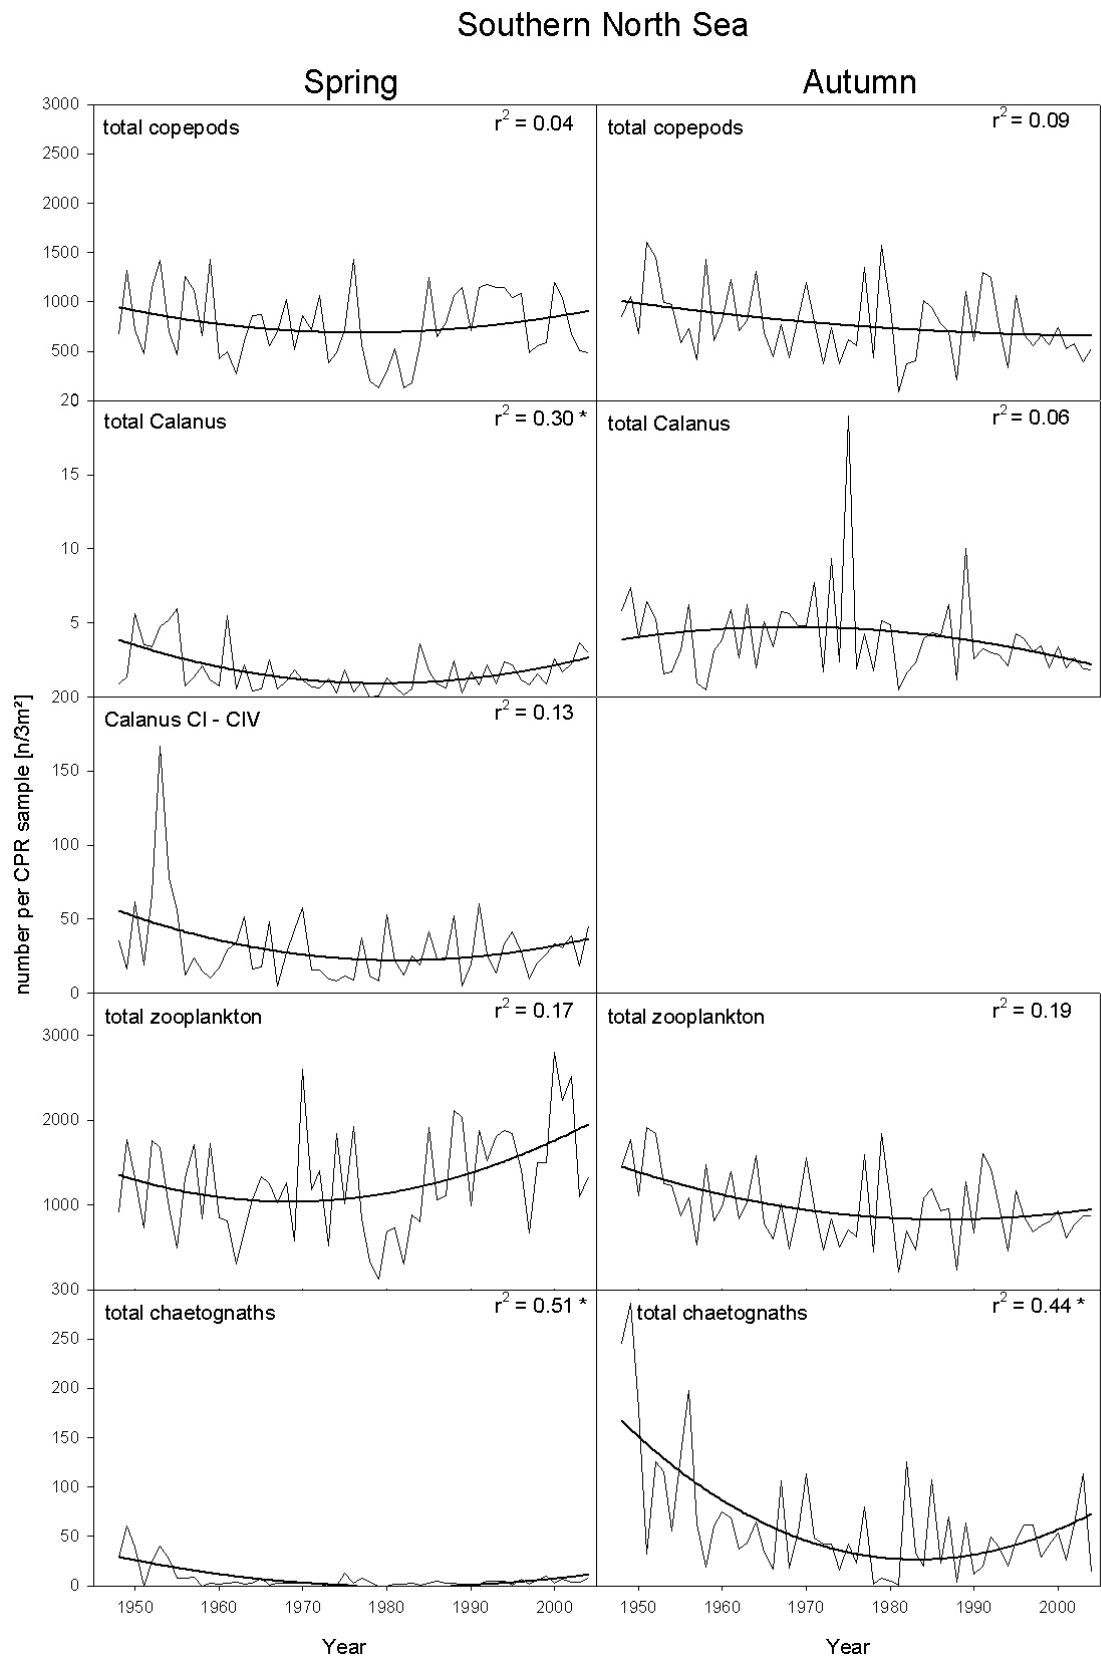 Southern North Sea
Spring
Autumn
3000
2500
2000
1500
1000
500
20
total copepods
r² = 0.04
total copepods
r² = 0.09
15
10
5
200
total Calanus
r² = 0.30 *
total Calanus
r² = 0.06
number per CPR sample [n/3m²]
150
100
50
0
Calanus CI - CIV
r² = 0.13
3000
2000
1000
300
total zooplankton
r² = 0.17
total zooplankton
r² = 0.19
250
200
150
100
50
0
total chaetognaths
r² = 0.51 *
total chaetognaths
r² = 0.44 *
1950 1960 1970 1980 1990 2000
1950 1960 1970 1980 1990 2000
Year
Year